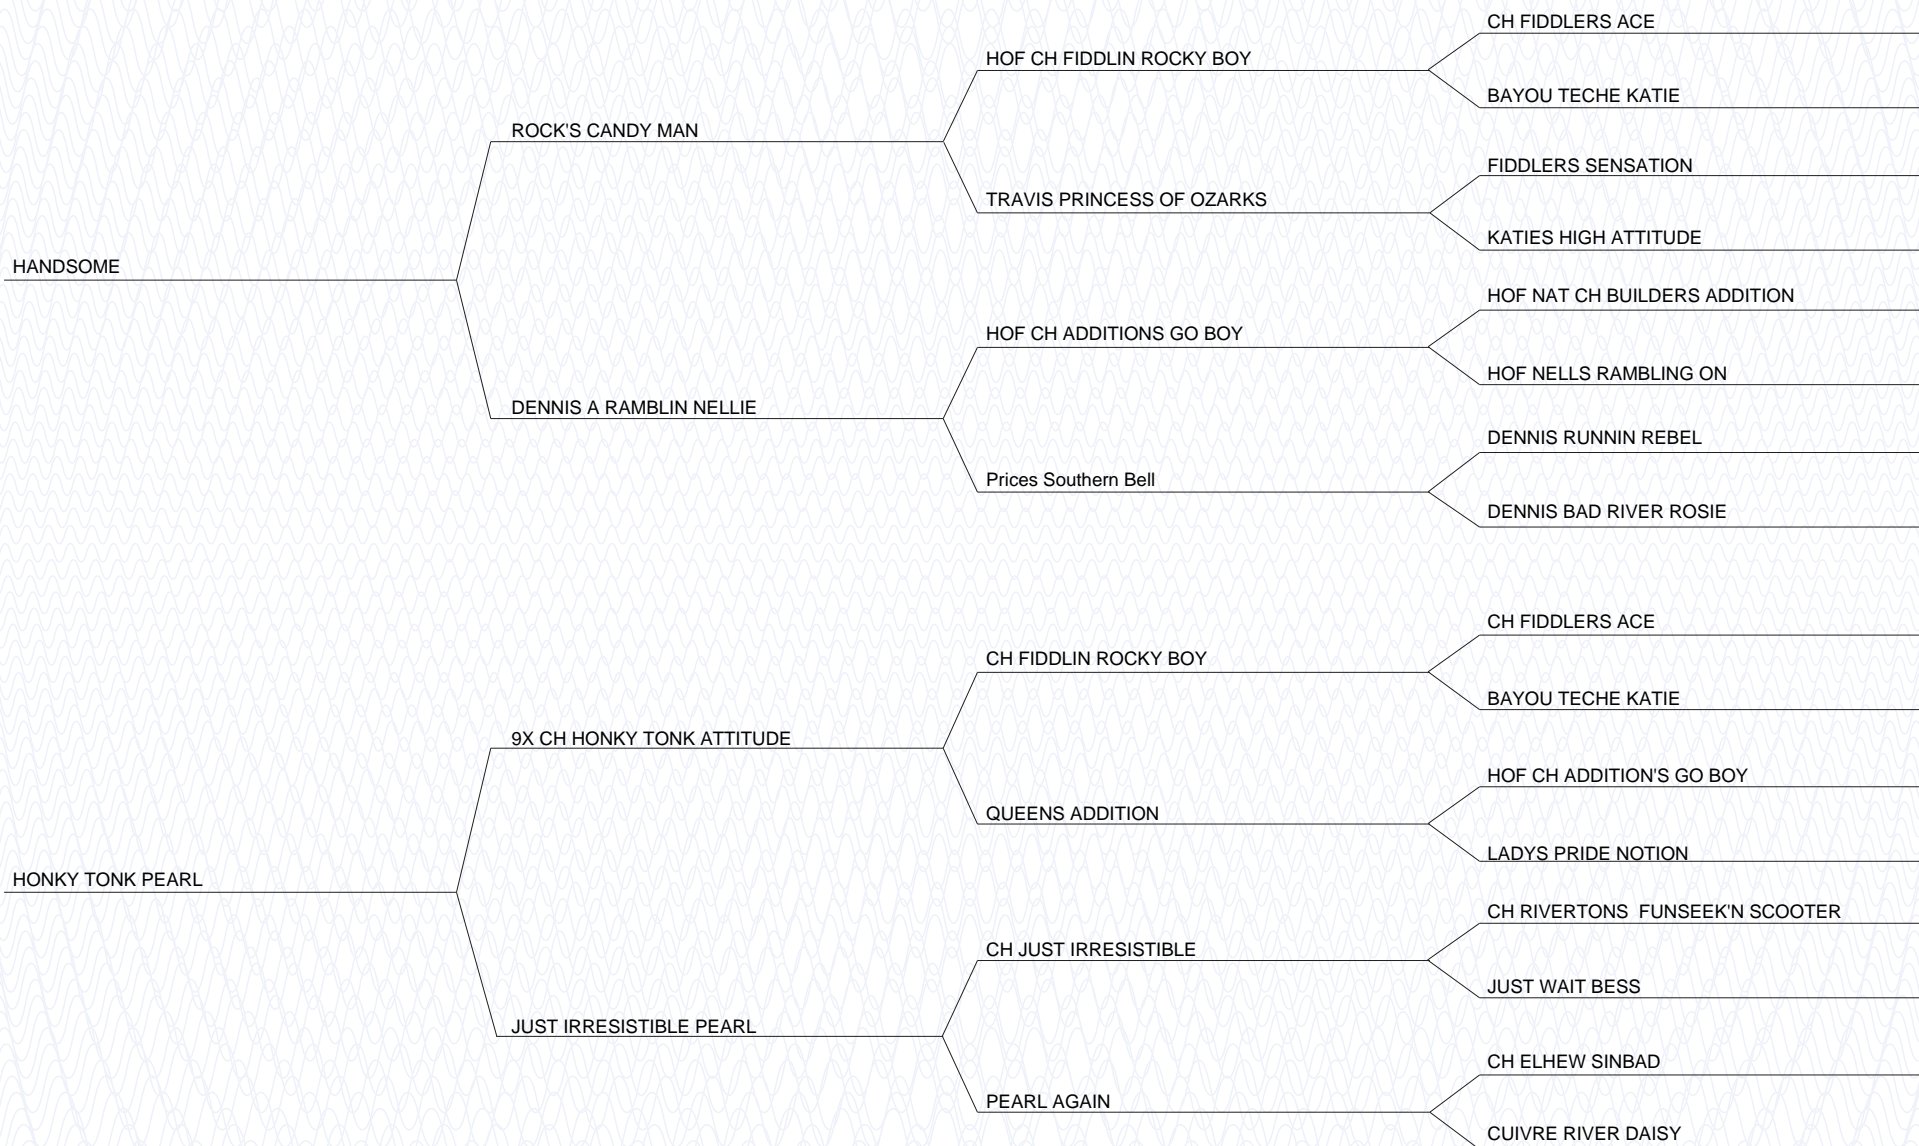 CH FIDDLERS ACE
HOF CH FIDDLIN ROCKY BOY
BAYOU TECHE KATIE
ROCK'S CANDY MAN
FIDDLERS SENSATION
TRAVIS PRINCESS OF OZARKS
KATIES HIGH ATTITUDE
HANDSOME
HOF NAT CH BUILDERS ADDITION
HOF CH ADDITIONS GO BOY
HOF NELLS RAMBLING ON
DENNIS A RAMBLIN NELLIE
DENNIS RUNNIN REBEL
Prices Southern Bell
DENNIS BAD RIVER ROSIE
CH FIDDLERS ACE
CH FIDDLIN ROCKY BOY
BAYOU TECHE KATIE
9X CH HONKY TONK ATTITUDE
HOF CH ADDITION'S GO BOY
QUEENS ADDITION
LADYS PRIDE NOTION
HONKY TONK PEARL
CH RIVERTONS  FUNSEEK'N SCOOTER
CH JUST IRRESISTIBLE
JUST WAIT BESS
JUST IRRESISTIBLE PEARL
CH ELHEW SINBAD
PEARL AGAIN
CUIVRE RIVER DAISY